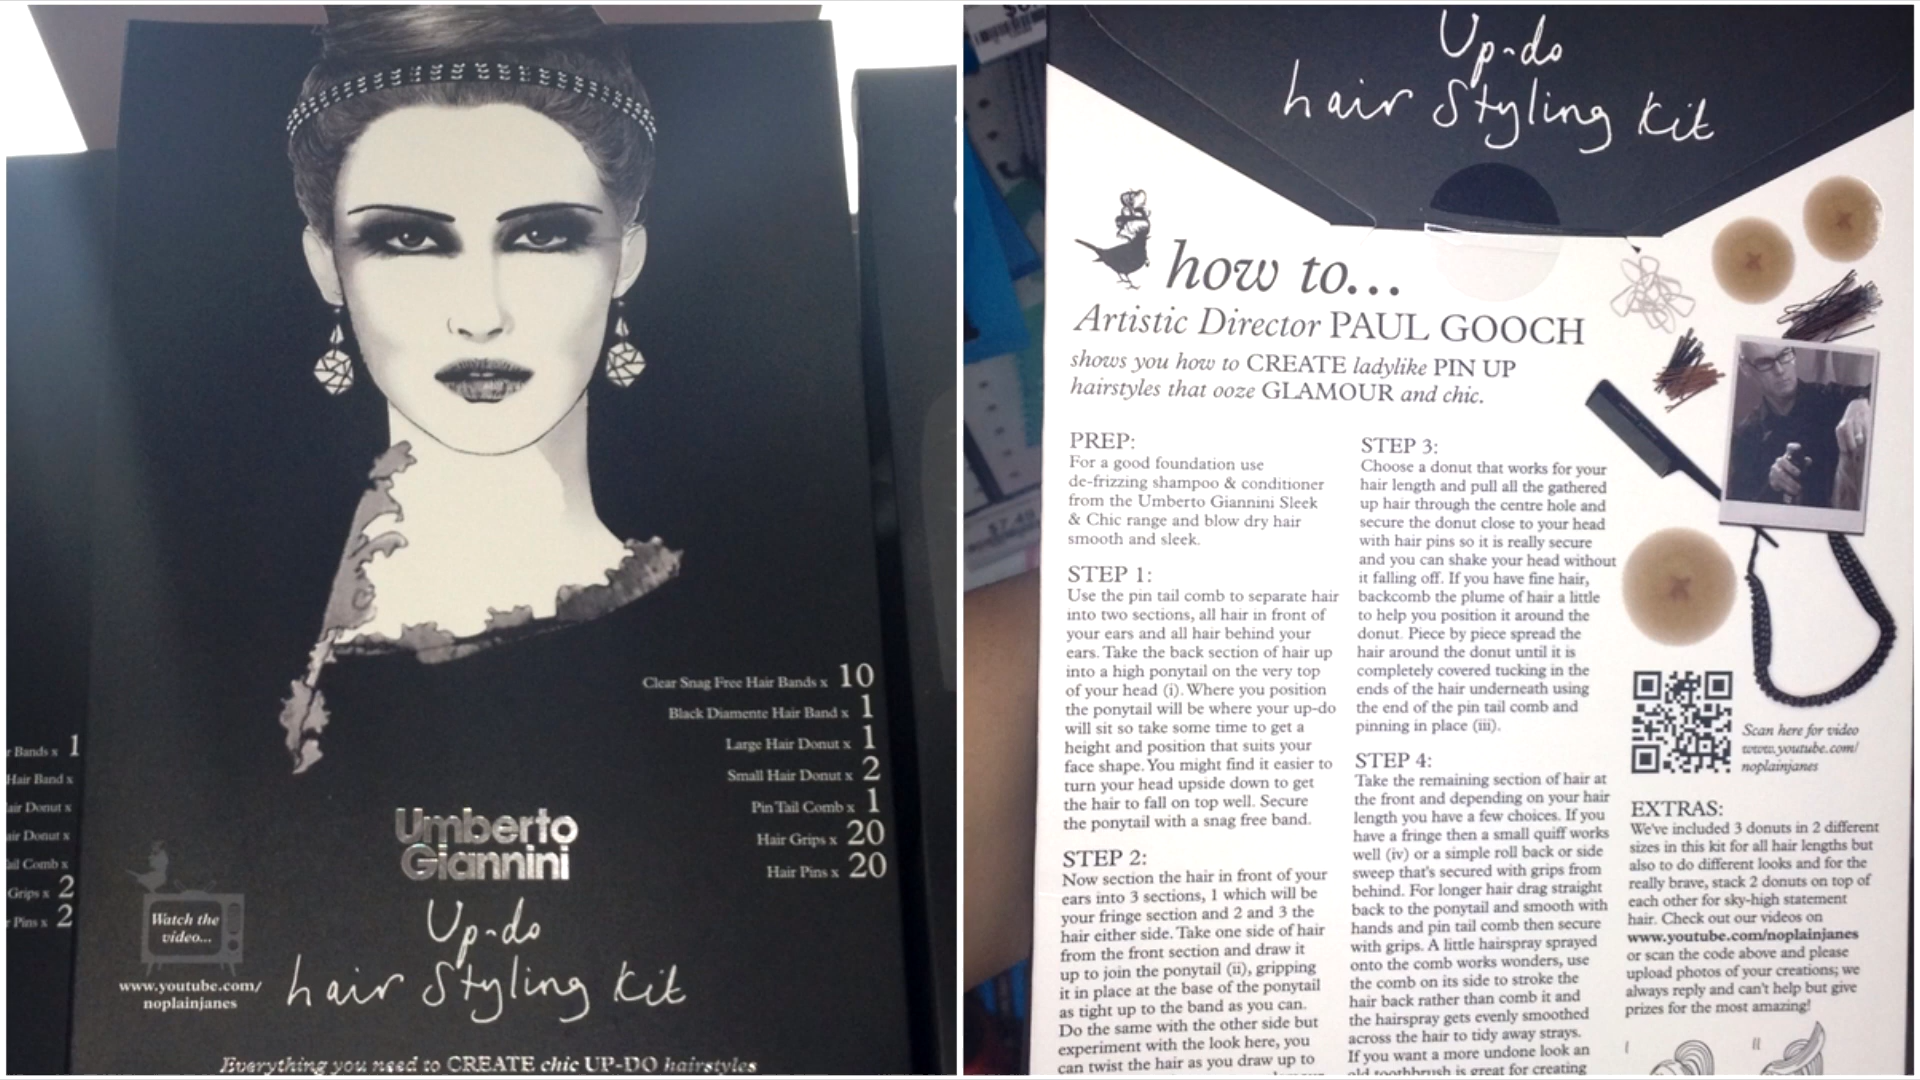 Clear Snag Free Hair Bands x 10
Black Diamente Hair Band x 1
Large Hair Donut x 1
Small Hair Donut x 2
Pin Tail Comb x 1
Hair Grips x 20
Hair Pins x 20
Bands x 1
Hair Band x
Donut x
Donut x
Comb x
Grips x 2
Pins x 2
Umberto
Giannini
Up-do
hair Styling Kit
Watch the
video...
www.youtube.com/
noplainjanes
Everything you need to CREATE chic UP-DO hairstyles
Up-do
hair Styling Kit
how to...
Artistic Director PAUL GOOCH
shows you how to CREATE ladylike PIN UP
hairstyles that ooze GLAMOUR and chic.
PREP:
For a good foundation use
de-frizzing shampoo & conditioner
from the Umberto Giannini Sleek
& Chic range and blow dry hair
smooth and sleek.
STEP 1:
Use the pin tail comb to separate hair
into two sections, all hair in front of
your ears and all hair behind your
ears. Take the back section of hair up
into a high ponytail on the very top
of your head (i). Where you position
the ponytail will be where your up-do
will sit so take some time to get a
height and position that suits your
face shape. You might find it easier to
turn your head upside down to get
the hair to fall on top well. Secure
the ponytail with a snag free band.
STEP 2:
Now section the hair in front of your
ears into 3 sections, 1 which will be
your fringe section and 2 and 3 the
hair either side. Take one side of hair
from the front section and draw it
up to join the ponytail (ii), gripping
it in place at the base of the ponytail
as tight up to the band as you can.
Do the same with the other side but
experiment with the look here, you
can twist the hair as you draw up to
STEP 3:
Choose a donut that works for your
hair length and pull all the gathered
up hair through the centre hole and
secure the donut close to your head
with hair pins so it is really secure
and you can shake your head without
it falling off. If you have fine hair,
backcomb the plume of hair a little
to help you position it around the
donut. Piece by piece spread the
hair around the donut until it is
completely covered tucking in the
ends of the hair underneath using
the end of the pin tail comb and
pinning in place (iii).
STEP 4:
Take the remaining section of hair at
the front and depending on your hair
length you have a few choices. If you
have a fringe then a small quiff works
well (iv) or a simple roll back or side
sweep that's secured with grips from
behind. For longer hair drag straight
back to the ponytail and smooth with
hands and pin tail comb then secure
with grips. A little hairspray sprayed
onto the comb works wonders, use
the comb on its side to stroke the
hair back rather than comb it and
the hairspray gets evenly smoothed
across the hair to tidy away strays.
If you want a more undone look an
old toothbrush is great for creating
Scan here for video
www.youtube.com/
noplainjanes
EXTRAS:
We've included 3 donuts in 2 different
sizes in this kit for all hair lengths but
also to do different looks and for the
really brave, stack 2 donuts on top of
each other for sky-high statement
hair. Check out our videos on
www.youtube.com/noplainjanes
or scan the code above and please
upload photos of your creations; we
always reply and can't help but give
prizes for the most amazing!
i
ii